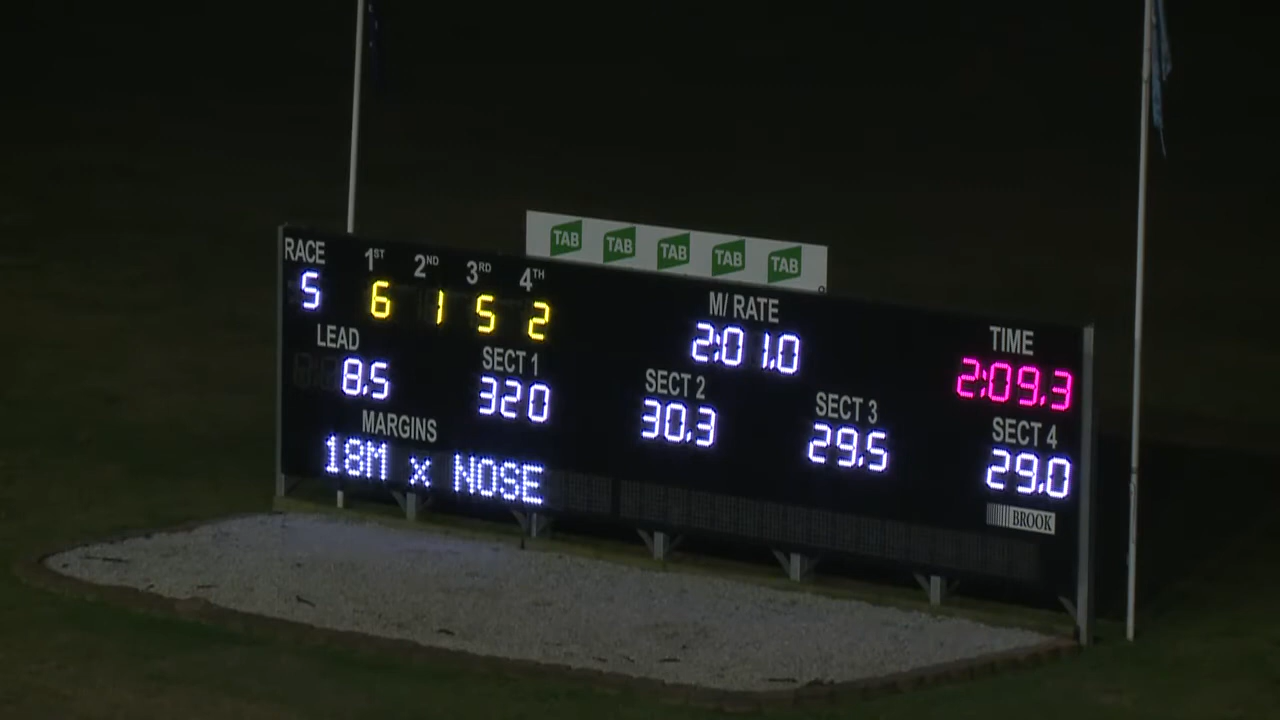 TAB TAB TAB TAB TAB
RACE 1ST 2ND 3RD 4TH
5 6 1 5 2
M/ RATE
2:01.0
TIME
2:09.3
LEAD
8.5
SECT 1
320
SECT 2
30.3
SECT 3
29.5
SECT 4
29.0
MARGINS
18M x NOSE
BROOK